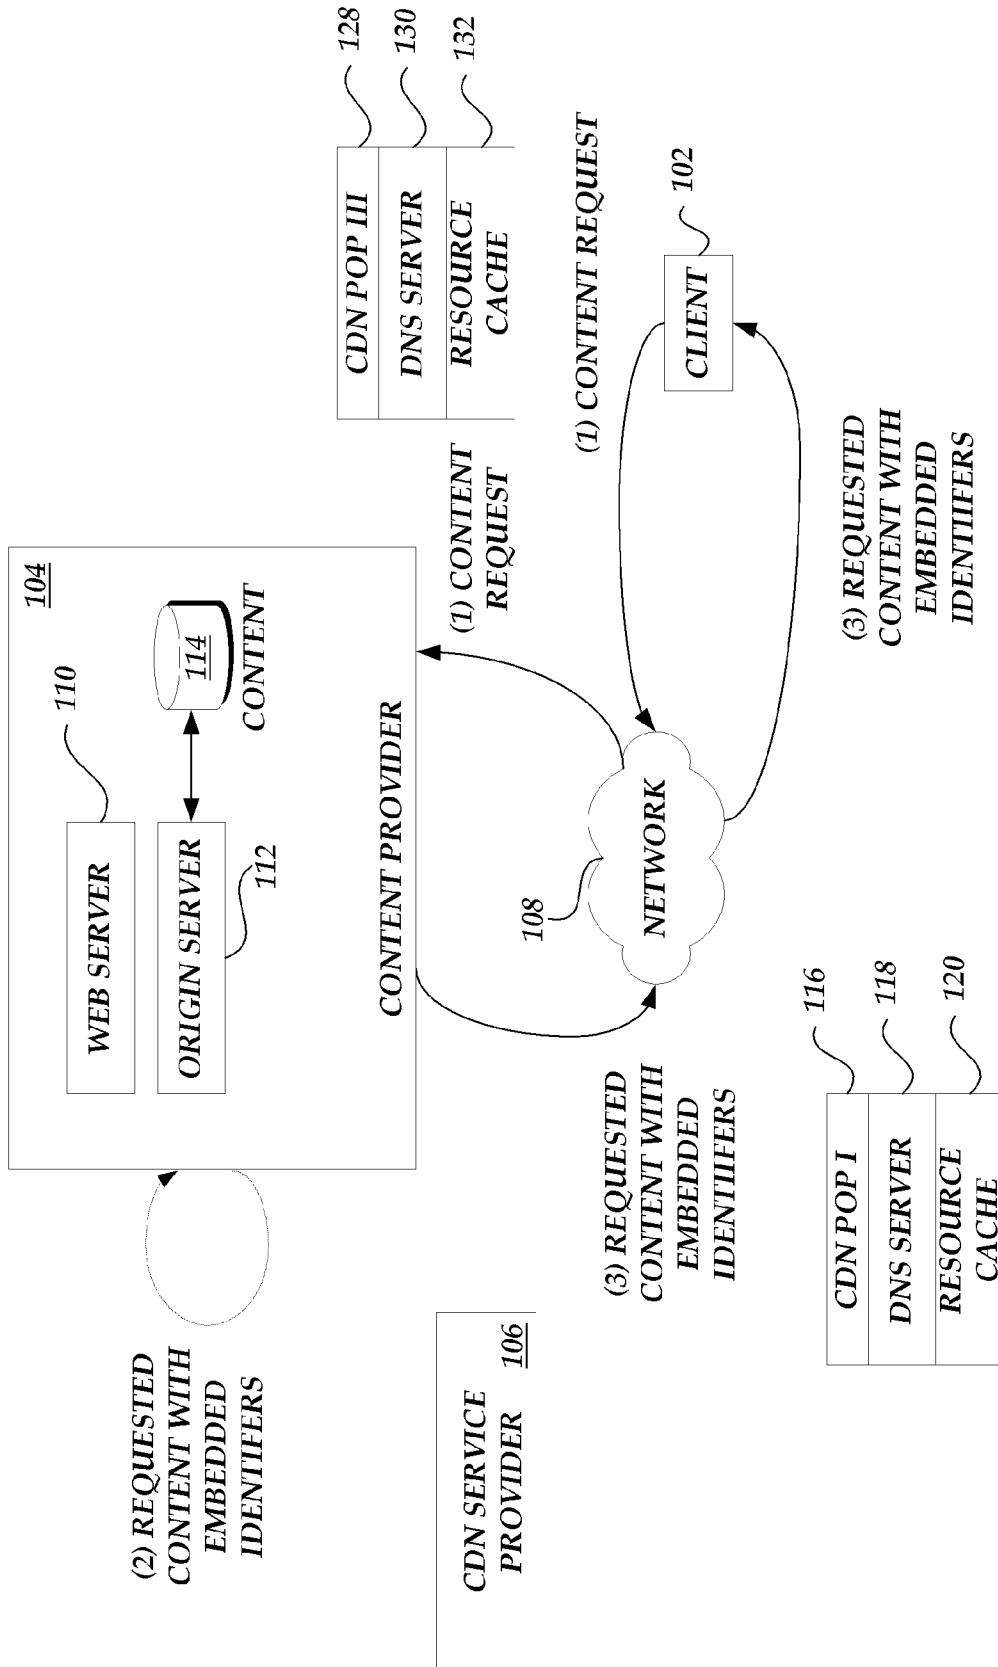 104
WEB SERVER
110
(2) REQUESTED
CONTENT WITH
EMBEDDED
IDENTIFERS
ORIGIN SERVER
112
114
CONTENT
CONTENT PROVIDER
CDN SERVICE
PROVIDER
106
(1) CONTENT
REQUEST
CDN POP III
128
DNS SERVER
130
RESOURCE
CACHE
132
108
NETWORK
(1) CONTENT REQUEST
CLIENT
102
(3) REQUESTED
CONTENT WITH
EMBEDDED
IDENTIIFERS
(3) REQUESTED
CONTENT WITH
EMBEDDED
IDENTIIFERS
CDN POP I
116
DNS SERVER
118
RESOURCE
CACHE
120